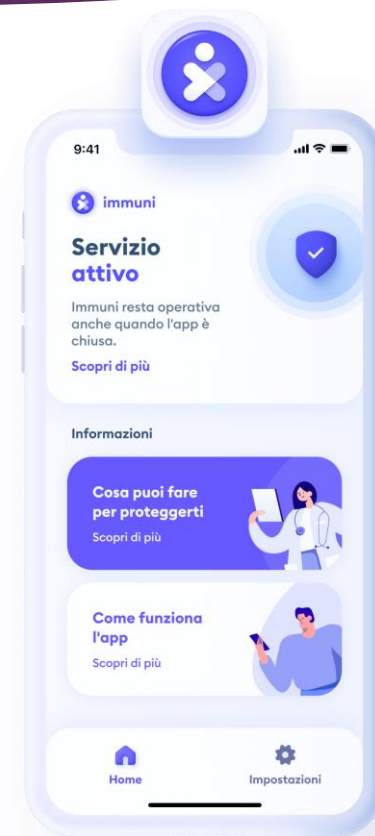 9:41
immuni
Servizio
attivo
Immuni resta operativa
anche quando l'app è
chiusa.
Scopri di più
Informazioni
Cosa puoi fare
per proteggerti
Scopri di più
Come funziona
l'app
Scopri di più
Home
Impostazioni